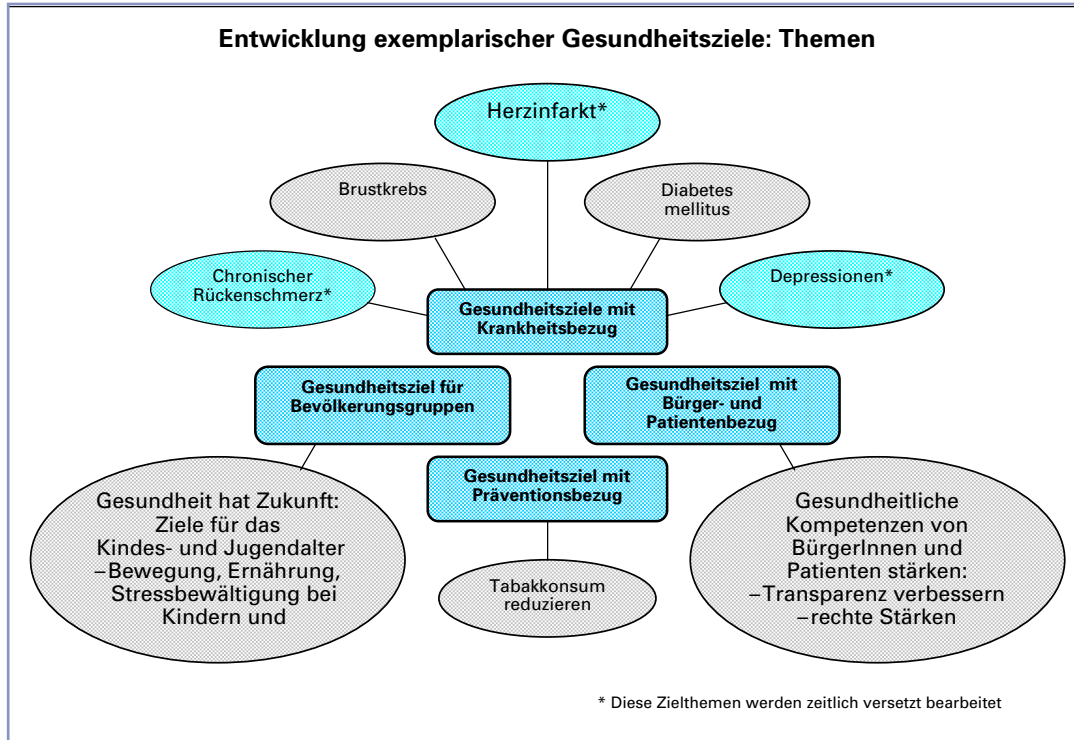 Entwicklung exemplarischer Gesundheitsziele: Themen
Herzinfarkt*
Brustkrebs
Diabetes
mellitus
Chronischer
Rückenschmerz*
Depressionen*
Gesundheitsziele mit
Krankheitsbezug
Gesundheitsziel für
Bevölkerungsgruppen
Gesundheitsziel mit
Bürger- und
Patientenbezug
Gesundheitsziel mit
Präventionsbezug
Gesundheit hat Zukunft:
Ziele für das
Kindes- und Jugendalter
–Bewegung, Ernährung,
Stressbewältigung bei
Kindern und
Tabakkonsum
reduzieren
Gesundheitliche
Kompetenzen von
BürgerInnen und
Patienten stärken:
–Transparenz verbessern
–rechte Stärken
* Diese Zielthemen werden zeitlich versetzt bearbeitet